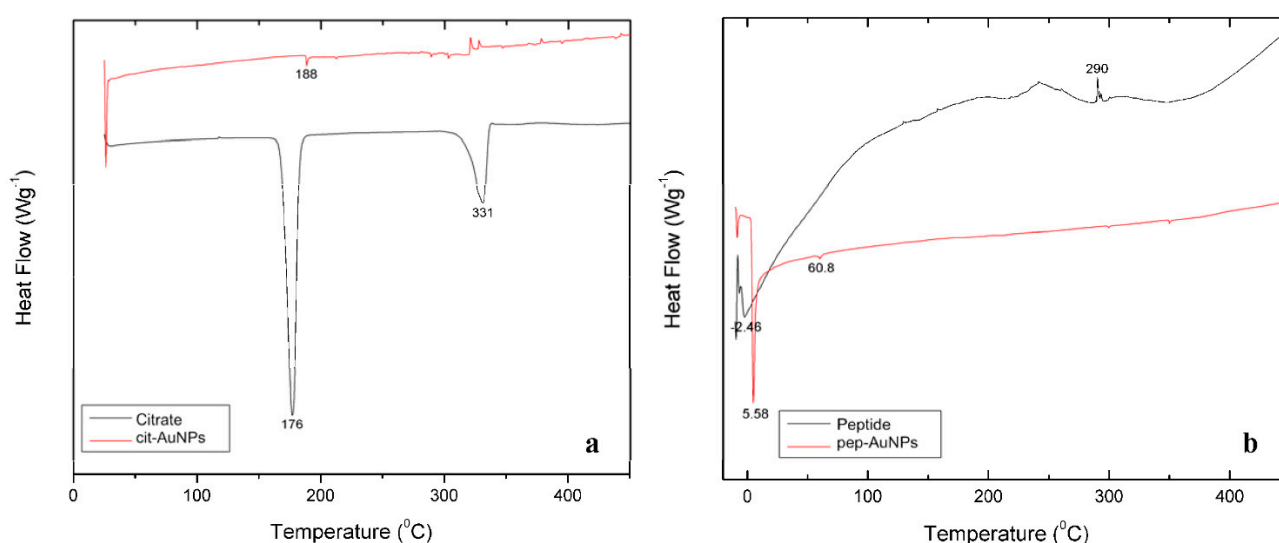 Heat Flow (Wg⁻¹)
188
331
176
Citrate
cit-AuNPs
a
0
100
200
300
400
Temperature (⁰C)
Heat Flow (Wg⁻¹)
290
60.8
-2.46
5.58
Peptide
pep-AuNPs
b
0
100
200
300
400
Temperature (⁰C)